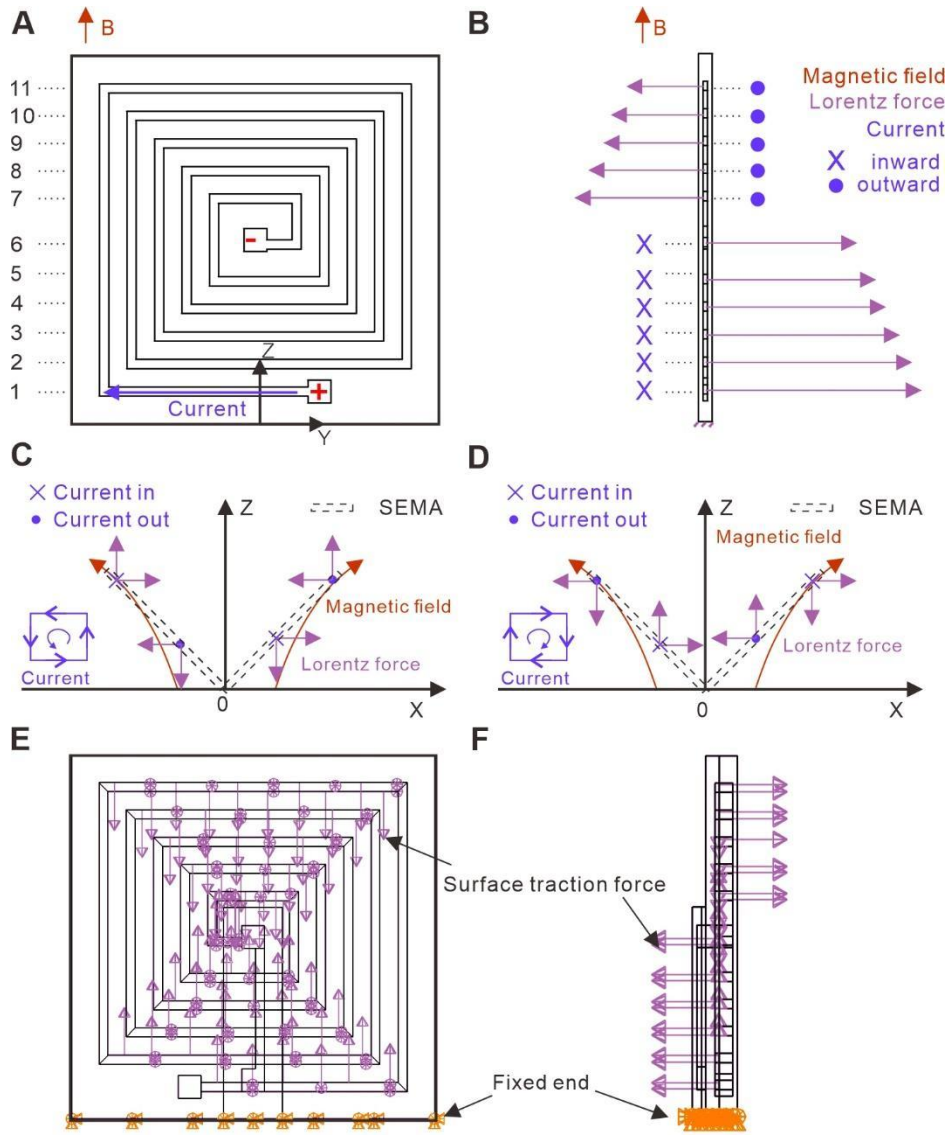 A
B
B
B
11
10
9
8
7
6
5
4
3
2
1
-
+
Z
Y
Current
Magnetic field
Lorentz force
Current
X inward
outward
X
X
X
X
X
X
C
Current in
Current out
Z
SEMA
Magnetic field
Lorentz force
Current
0
X
D
Current in
Current out
Z
SEMA
Magnetic field
Lorentz force
Current
0
X
E
F
Surface traction force
Fixed end